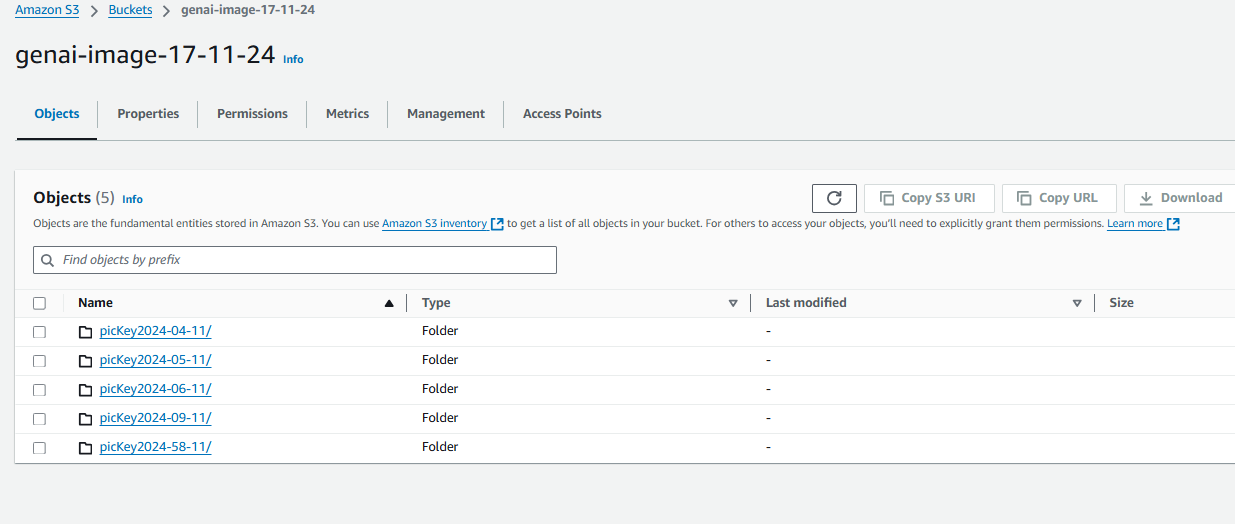 Amazon S3 > Buckets > genai-image-17-11-24
genai-image-17-11-24 Info
Objects Properties Permissions Metrics Management Access Points
Objects (5) Info
Copy S3 URI Copy URL Download
Objects are the fundamental entities stored in Amazon S3. You can use Amazon S3 inventory to get a list of all objects in your bucket. For others to access your objects, you'll need to explicitly grant them permissions. Learn more
Find objects by prefix
Name Type Last modified Size
picKey2024-04-11/ Folder -
picKey2024-05-11/ Folder -
picKey2024-06-11/ Folder -
picKey2024-09-11/ Folder -
picKey2024-58-11/ Folder -